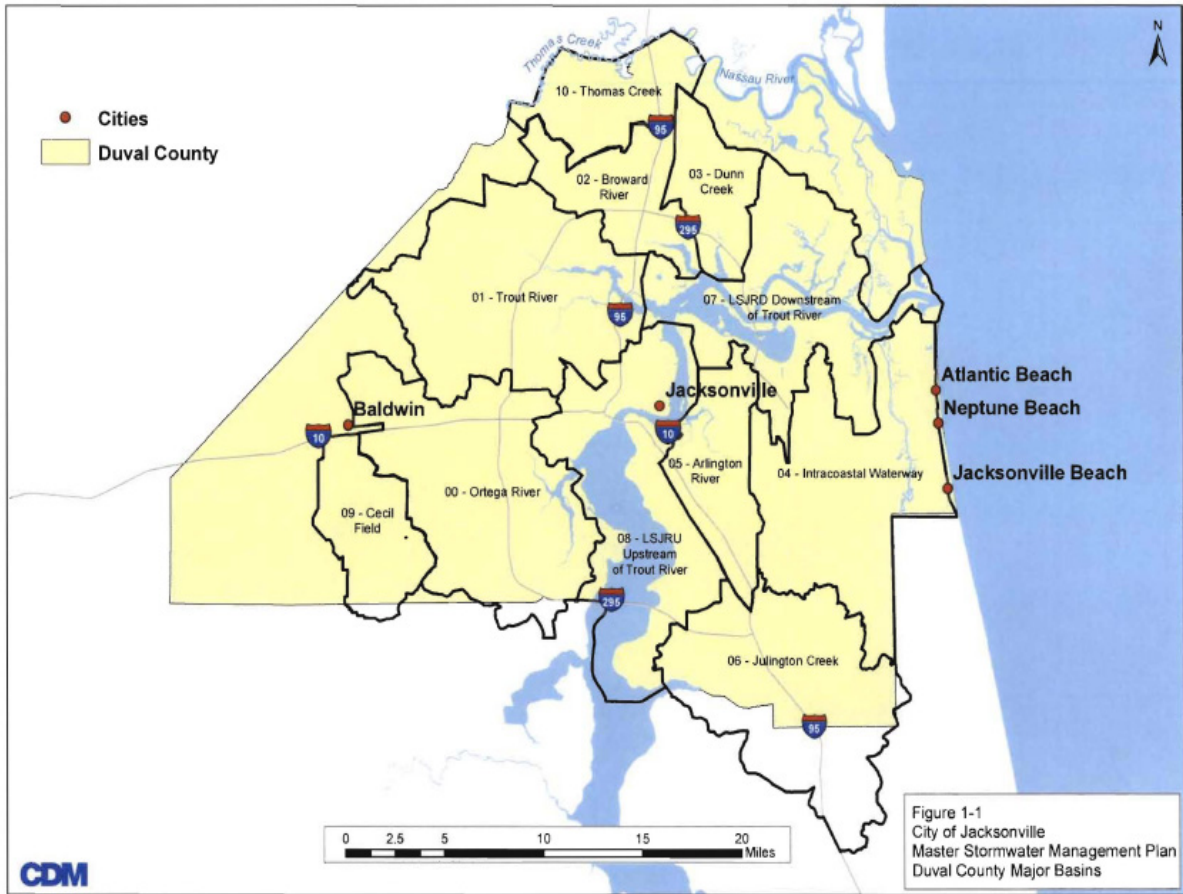 N
Thomas Creek
Nassau River
10 - Thomas Creek
Cities
Duval County
95
02 - Broward
River
03 - Dunn
Creek
295
01 - Trout River
95
07 - LSJRD Downstream
of Trout River
Atlantic Beach
Neptune Beach
Jacksonville Beach
Jacksonville
Baldwin
10
10
05 - Arlington
River
04 - Intracoastal Waterway
00 - Ortega River
09 - Cecil
Field
08 - LSJRU
Upstream
of Trout River
295
06 - Julington Creek
95
0 2.5 5 10 15 20
Miles
CDM
Figure 1-1
City of Jacksonville
Master Stormwater Management Plan
Duval County Major Basins